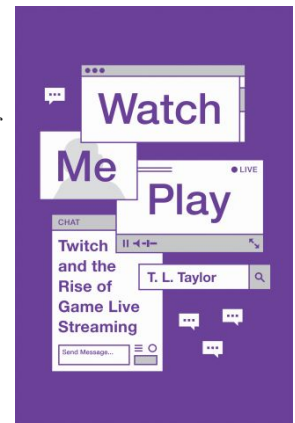 Watch
Me
LIVE
Play
CHAT
Twitch
and the
Rise of
Game Live
Streaming
T. L. Taylor
Send Message...